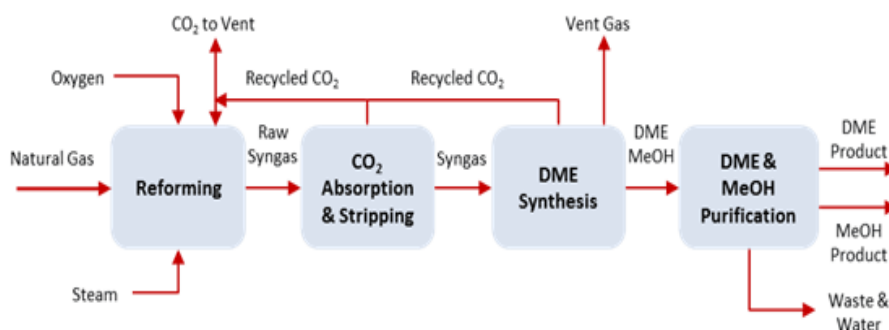 CO₂ to Vent
Vent Gas
Oxygen
Recycled CO₂
Recycled CO₂
Natural Gas
Reforming
Raw
Syngas
CO₂
Absorption
& Stripping
Syngas
DME
Synthesis
DME
MeOH
DME &
MeOH
Purification
DME
Product
MeOH
Product
Steam
Waste &
Water